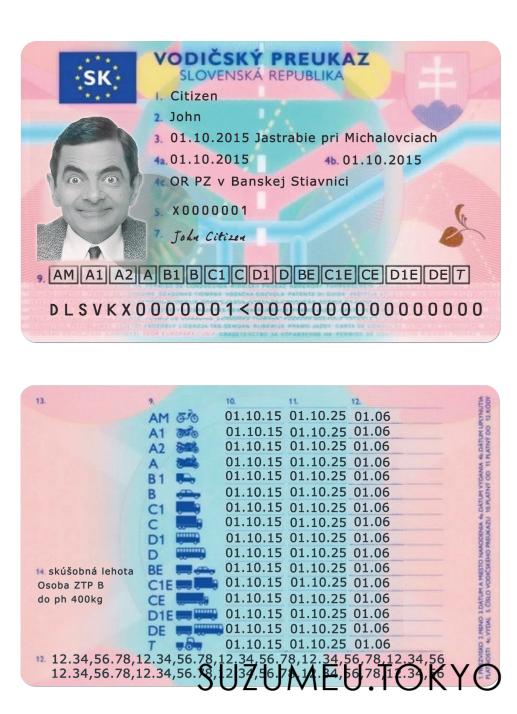 SK
VODIČSKÝ PREUKAZ
SLOVENSKÁ REPUBLIKA
1. Citizen
2. John
3. 01.10.2015 Jastrabie pri Michalovciach
4a. 01.10.2015 4b. 01.10.2015
4c. OR PZ v Banskej Stiavnici
5. X0000001
7. John Citizen
9. AM A1 A2 A B1 B C1 C D1 D BE C1E CE D1E DE T
DLSVKX0000001<0000000000000000
13. 9. 10. 11. 12.
AM 01.10.15 01.10.25 01.06
A1 01.10.15 01.10.25 01.06
A2 01.10.15 01.10.25 01.06
A 01.10.15 01.10.25 01.06
B1 01.10.15 01.10.25 01.06
B 01.10.15 01.10.25 01.06
C1 01.10.15 01.10.25 01.06
C 01.10.15 01.10.25 01.06
D1 01.10.15 01.10.25 01.06
D 01.10.15 01.10.25 01.06
BE 01.10.15 01.10.25 01.06
C1E 01.10.15 01.10.25 01.06
CE 01.10.15 01.10.25 01.06
D1E 01.10.15 01.10.25 01.06
DE 01.10.15 01.10.25 01.06
T 01.10.15 01.10.25 01.06
14. skúšobná lehota
Osoba ZTP B
do ph 400kg
12. 12.34,56.78,12.34,56.78,12.34,56.78,12.34,56.78,12.34,56
12.34,56.78,12.34,56.78,12.34,56.78,12.34,56.78,12.34,56
SUZUMEU.TOKYO